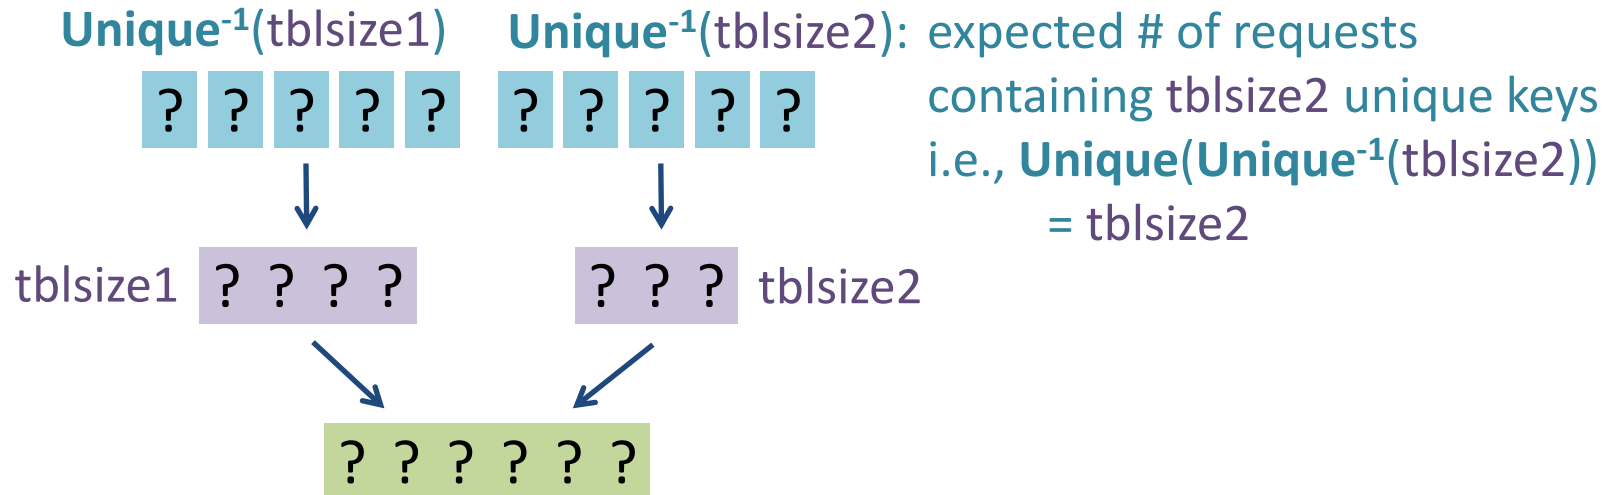 Unique⁻¹(tblsize1) Unique⁻¹(tblsize2): expected # of requests
containing tblsize2 unique keys
? ? ? ? ? ? ? ? ? ?
i.e., Unique(Unique⁻¹(tblsize2))
= tblsize2
tblsize1 ? ? ? ? ? ? ? tblsize2
? ? ? ? ? ?